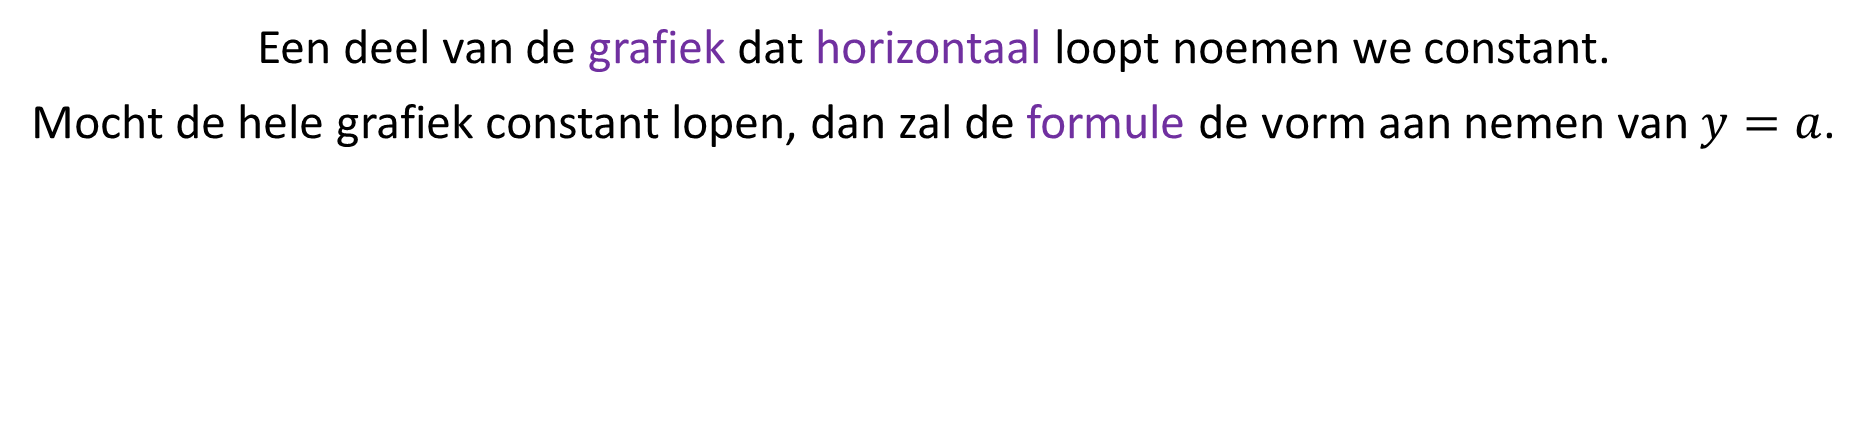 Een deel van de grafiek dat horizontaal loopt noemen we constant.
Mocht de hele grafiek constant lopen, dan zal de formule de vorm aan nemen van y = a.